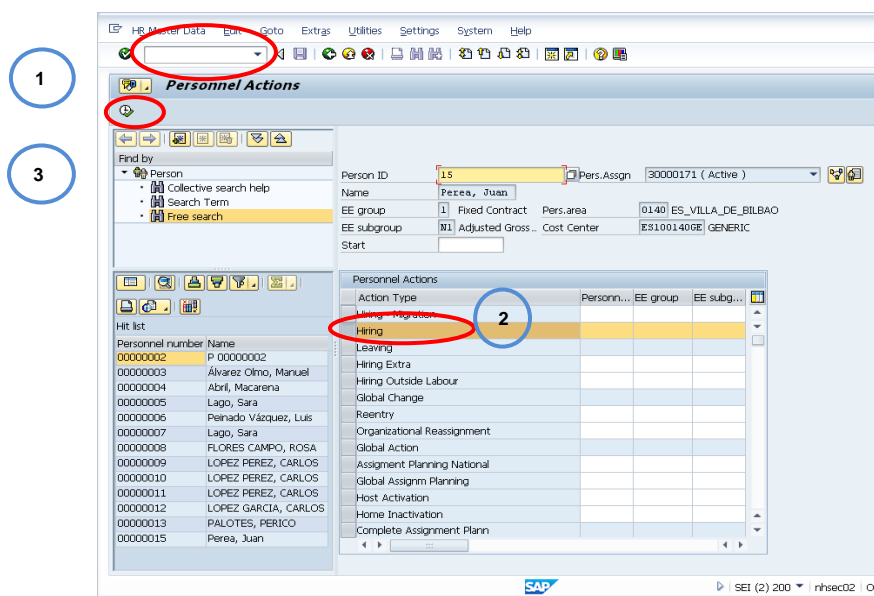 HR Master Data Edit Goto Extras Utilities Settings System Help
1
Personnel Actions
3
Find by
Person
Collective search help
Search Term
Free search
Person ID 15 Pers.Assgn 30000171 ( Active )
Name Perea, Juan
EE group 1 Fixed Contract Pers.area 0140 ES_VILLA_DE_BILBAO
EE subgroup N1 Adjusted Gross.. Cost Center ES100140GE GENERIC
Start
Personnel Actions
Action Type Personn... EE group EE subg...
Hiring - Migration
2
Hiring
Leaving
Hiring Extra
Hiring Outside Labour
Global Change
Reentry
Organizational Reassignment
Global Action
Assigment Planning National
Global Assignm Planning
Host Activation
Home Inactivation
Complete Assignment Plann
Hit list
Personnel number Name
00000002 P 00000002
00000003 Álvarez Olmo, Manuel
00000004 Abril, Macarena
00000005 Lago, Sara
00000006 Peinado Vázquez, Luis
00000007 Lago, Sara
00000008 FLORES CAMPO, ROSA
00000009 LOPEZ PEREZ, CARLOS
00000010 LOPEZ PEREZ, CARLOS
00000011 LOPEZ PEREZ, CARLOS
00000012 LOPEZ GARCIA, CARLOS
00000013 PALOTES, PERICO
00000015 Perea, Juan
SAP
SEI (2) 200 nhsec02